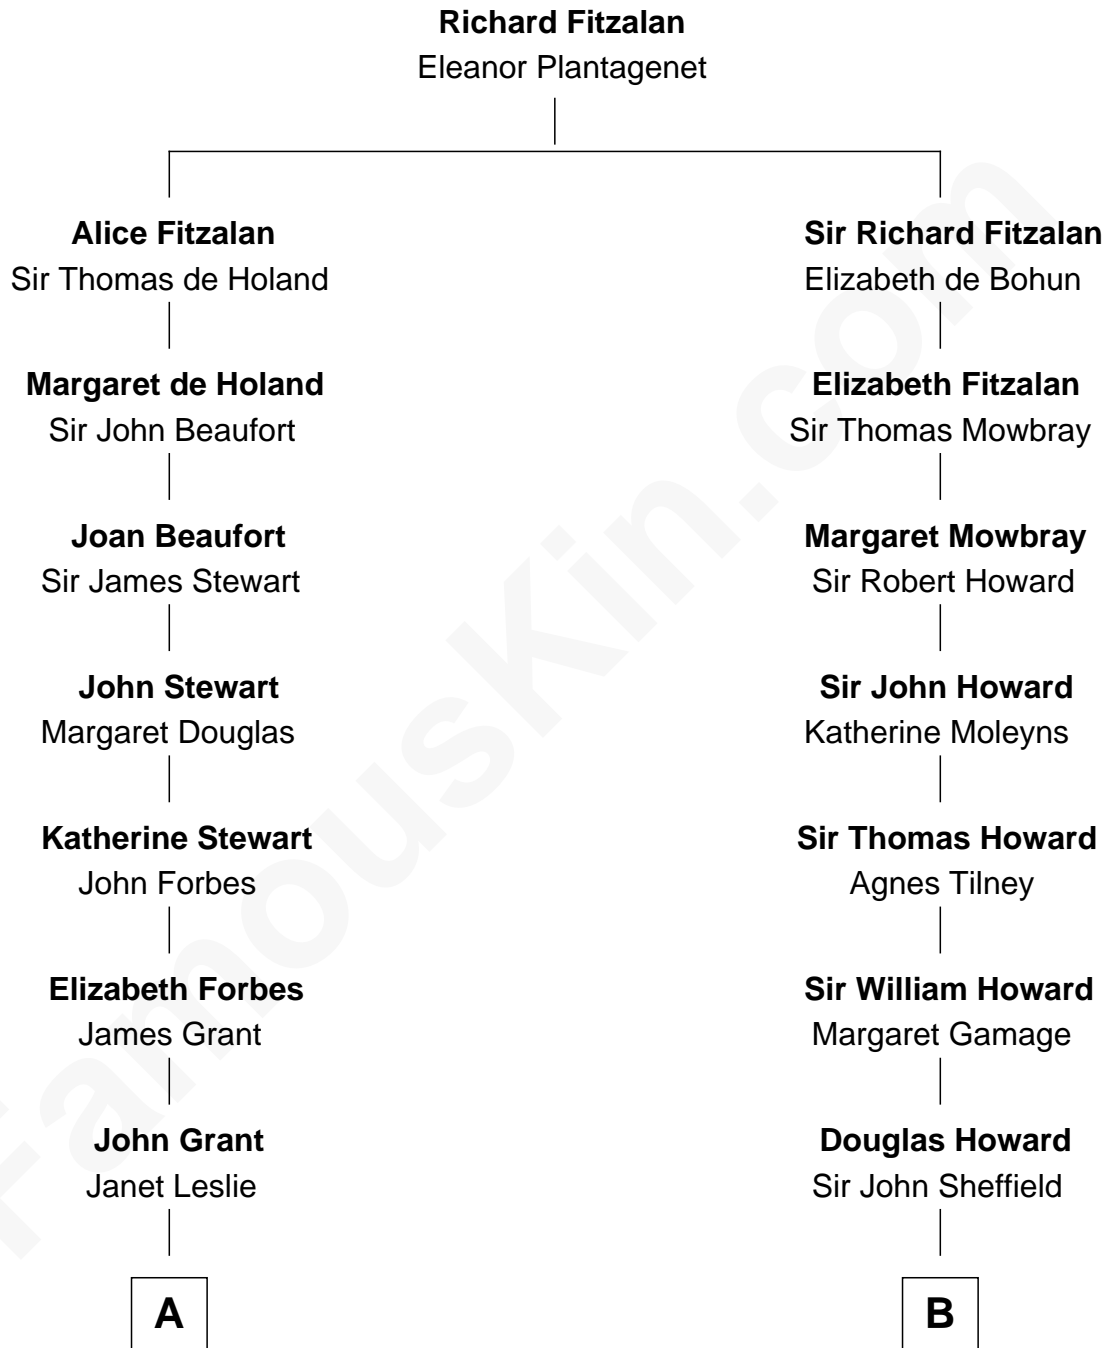 Richard Fitzalan
Eleanor Plantagenet
Alice Fitzalan
Sir Thomas de Holand
Margaret de Holand
Sir John Beaufort
Joan Beaufort
Sir James Stewart
John Stewart
Margaret Douglas
Katherine Stewart
John Forbes
Elizabeth Forbes
James Grant
John Grant
Janet Leslie
A
Sir Richard Fitzalan
Elizabeth de Bohun
Elizabeth Fitzalan
Sir Thomas Mowbray
Margaret Mowbray
Sir Robert Howard
Sir John Howard
Katherine Moleyns
Sir Thomas Howard
Agnes Tilney
Sir William Howard
Margaret Gamage
Douglas Howard
Sir John Sheffield
B
FamousKin.com